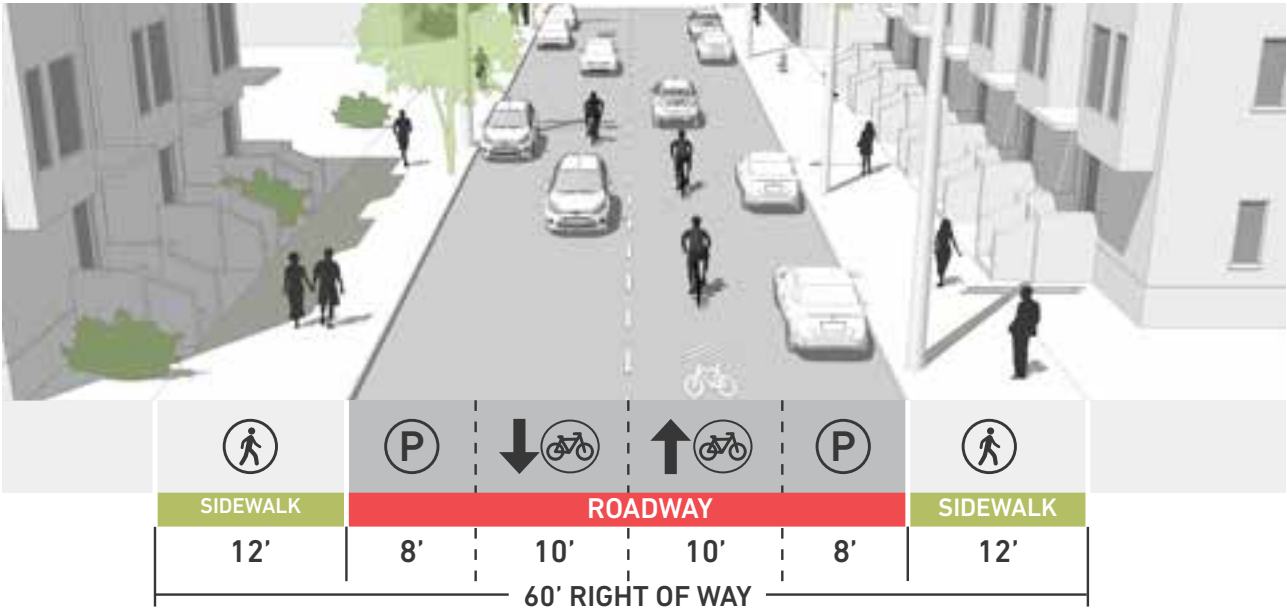 P P
SIDEWALK ROADWAY SIDEWALK
12’ 8’ 10’ 10’ 8’ 12’
60’ RIGHT OF WAY